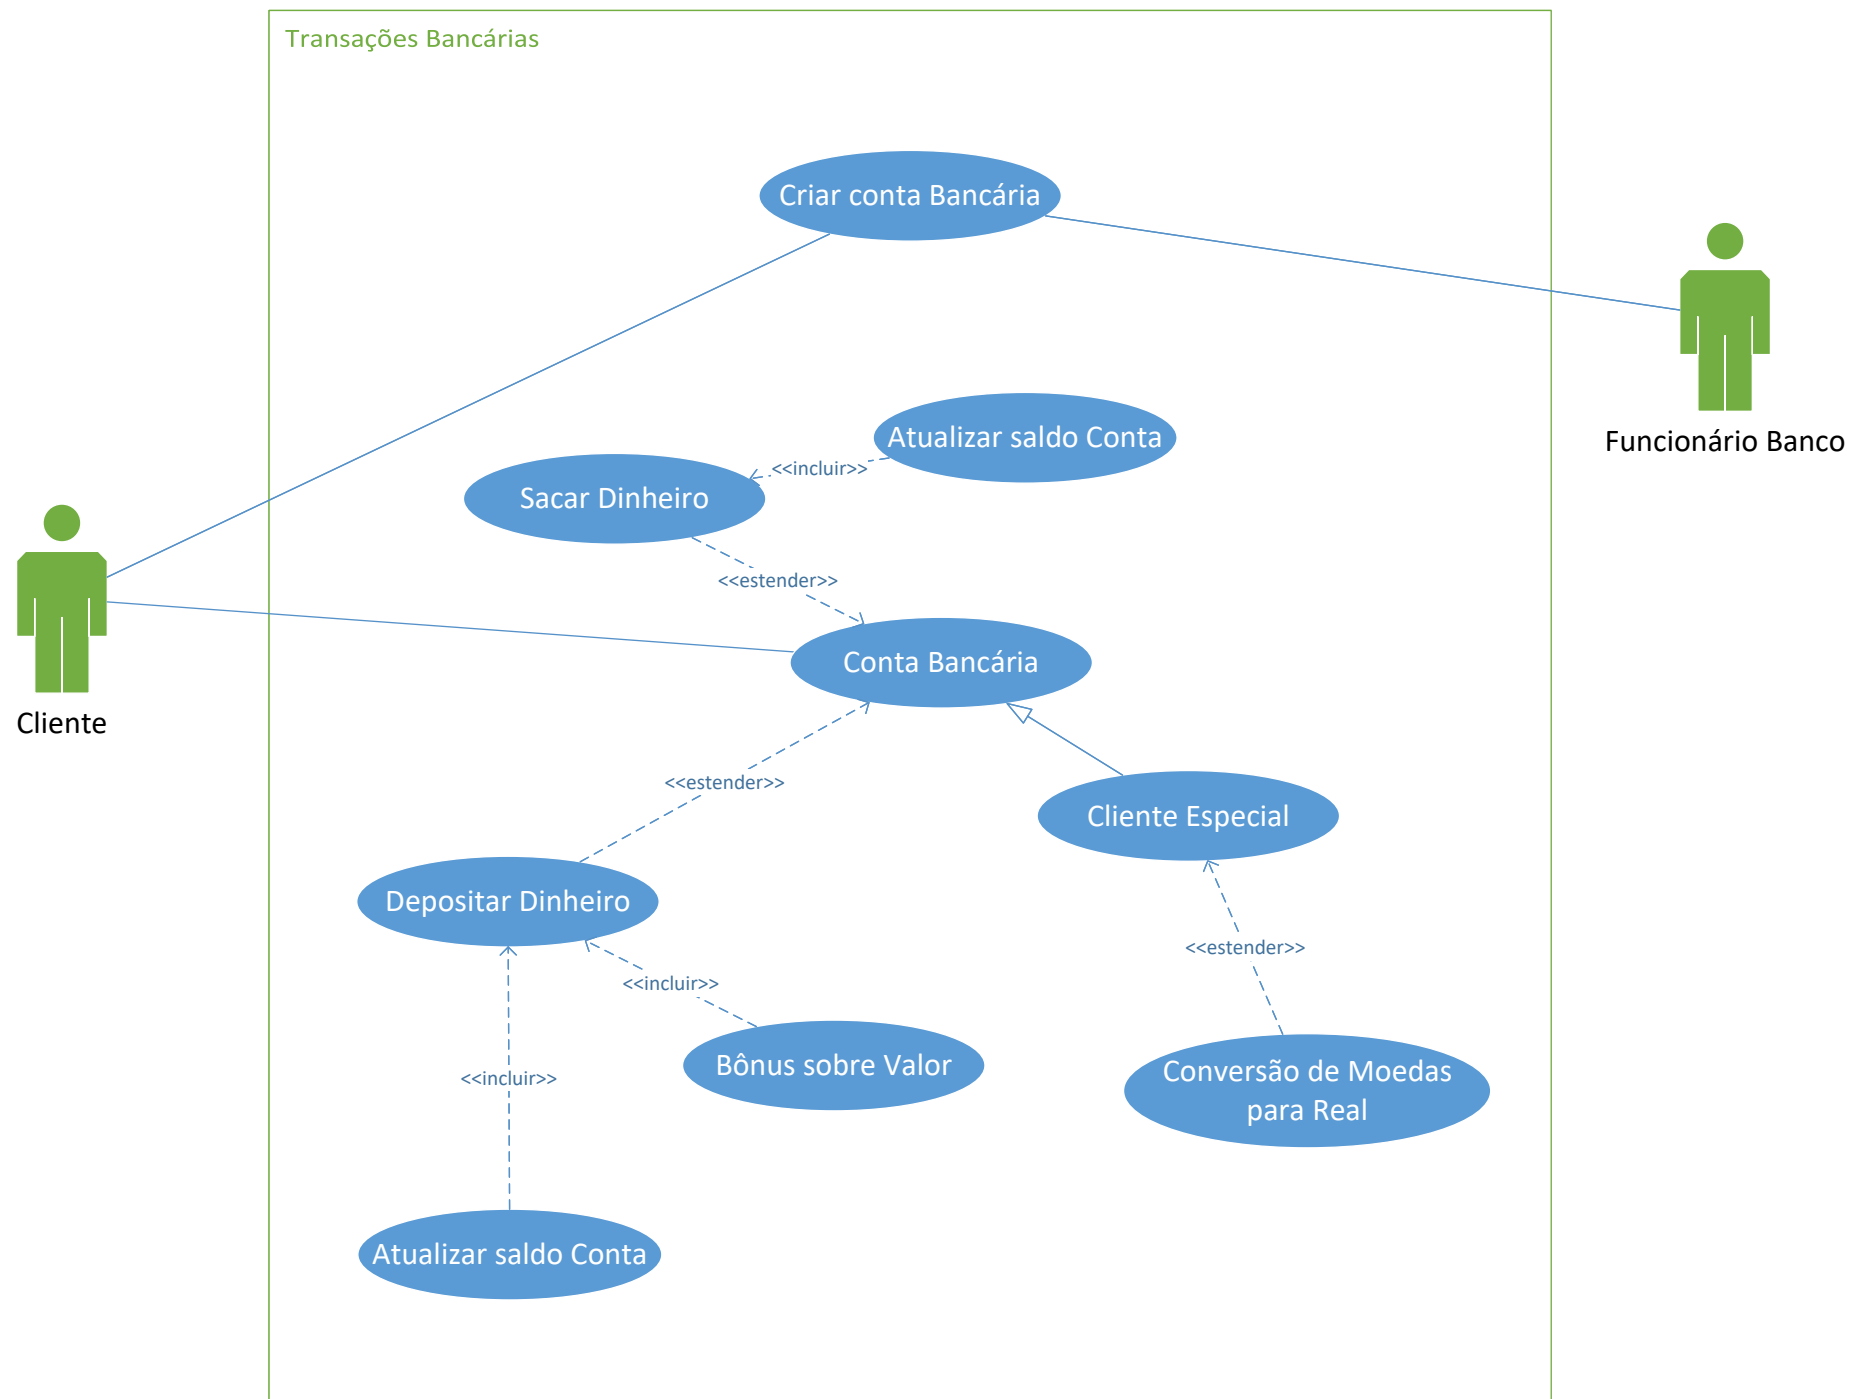 Transações Bancárias
Criar conta Bancária
Atualizar saldo Conta
Funcionário Banco
<<incluir>>
Sacar Dinheiro
<<estender>>
Conta Bancária
Cliente
<<estender>>
Cliente Especial
Depositar Dinheiro
<<estender>>
<<incluir>>
Bônus sobre Valor
<<incluir>>
Conversão de Moedas
para Real
Atualizar saldo Conta